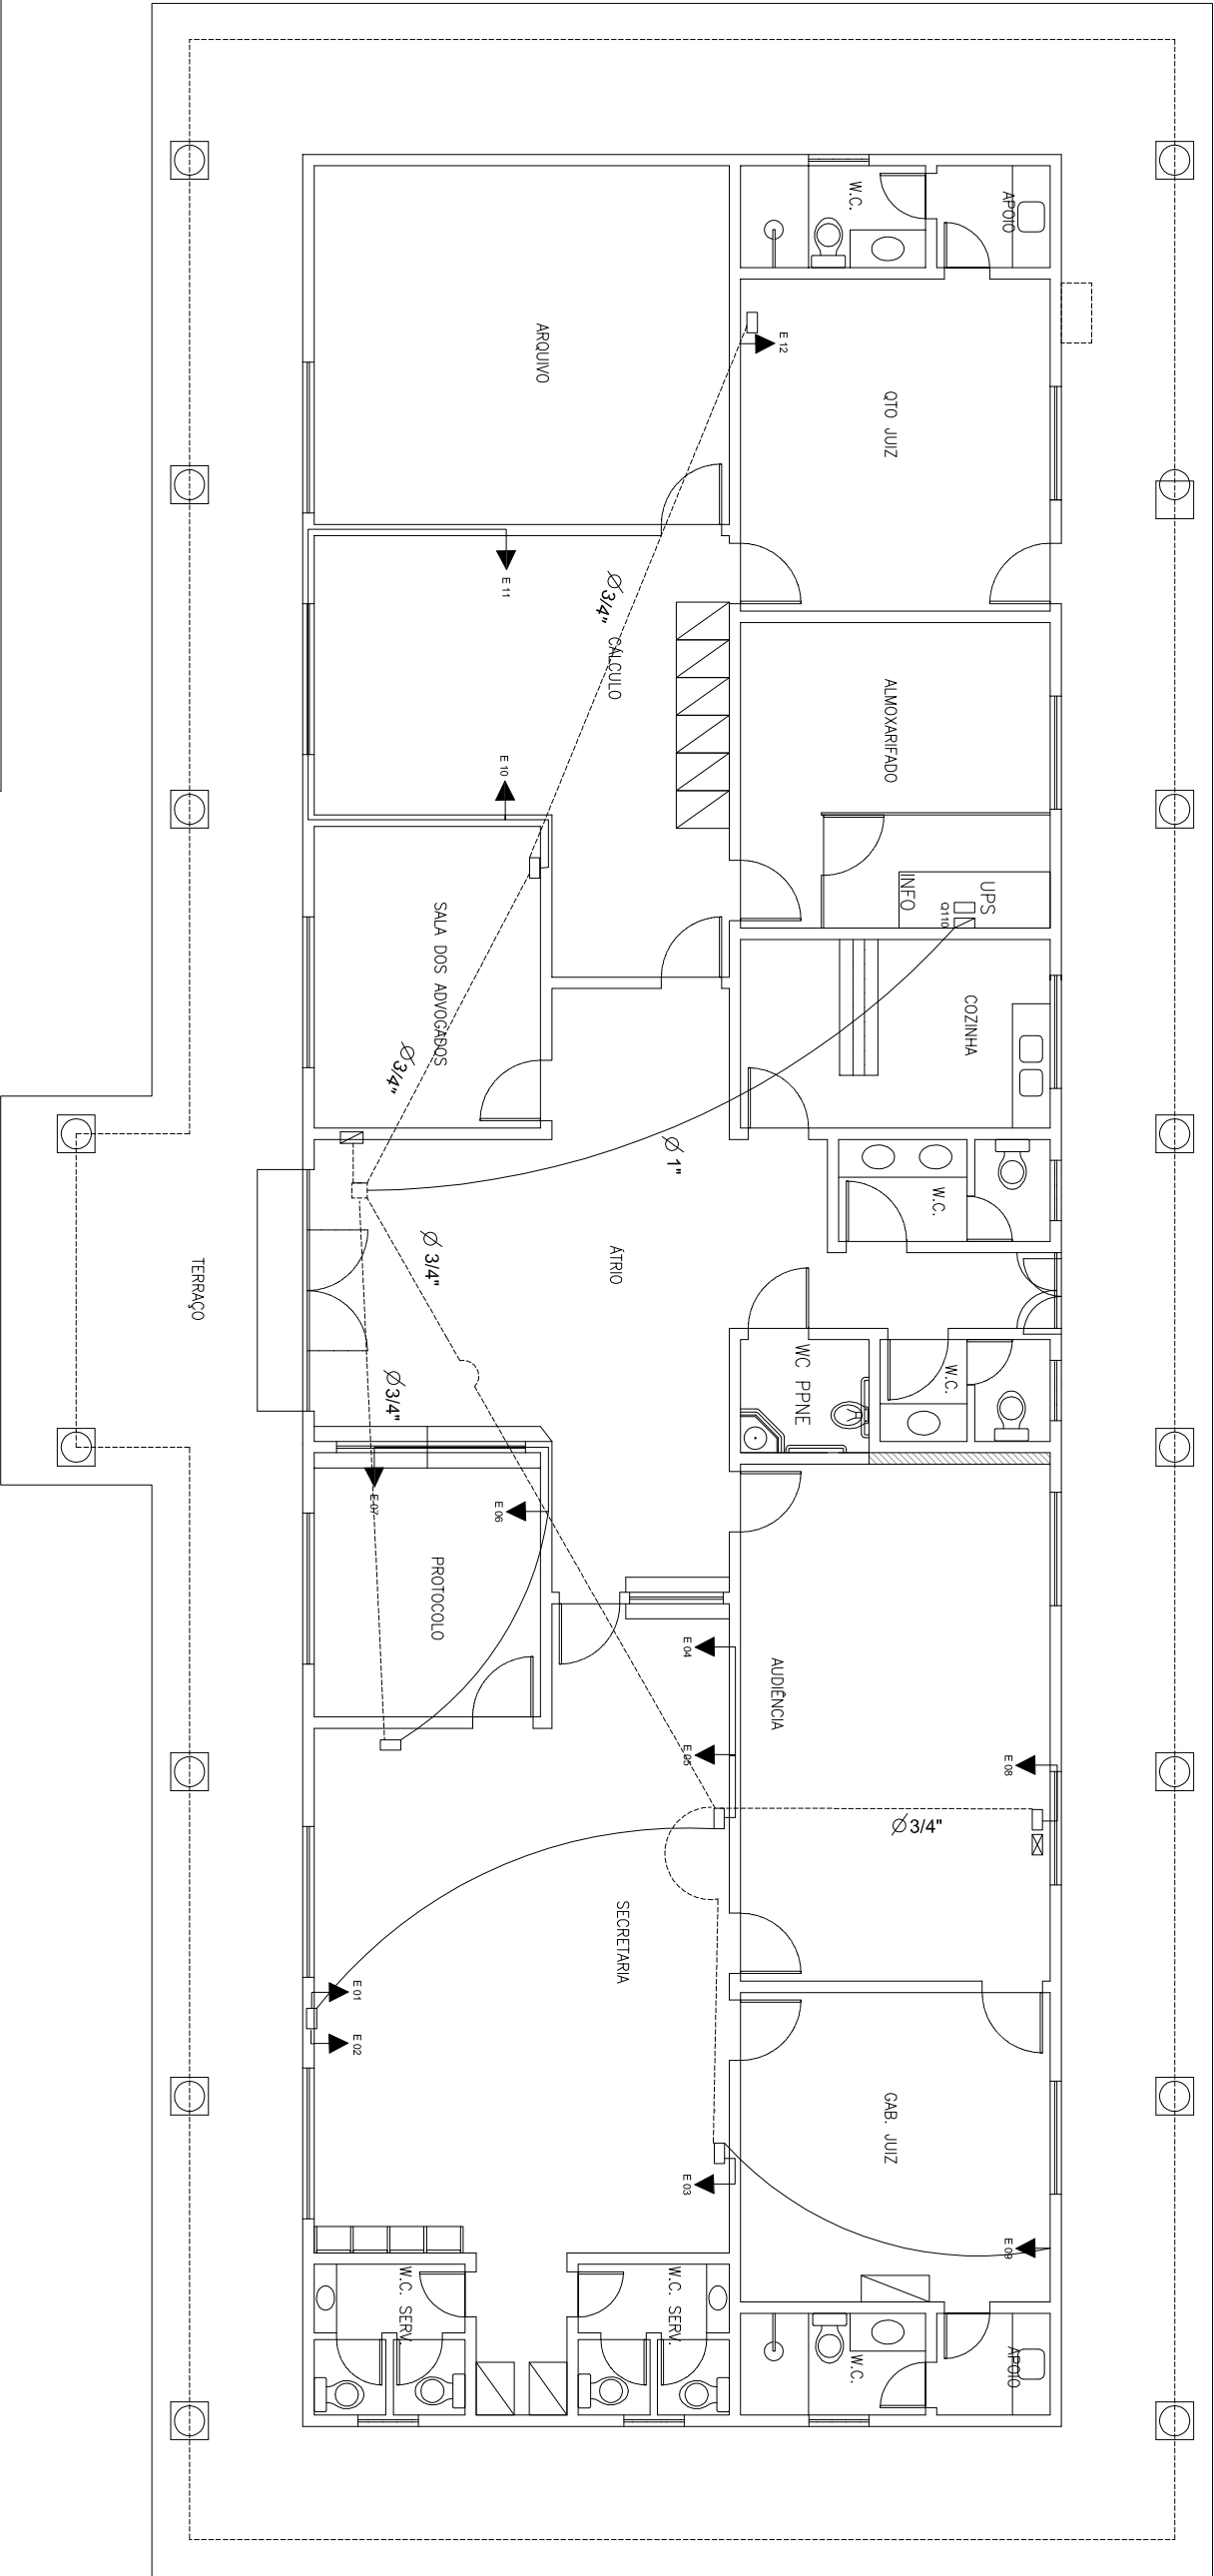 W.C.
APOIO
E 12
ARQUIVO
QTO JUIZ
E 11
Ø 3/4"
CÁLCULO
ALMOXARIFADO
E 10
SALA DOS ADVOGADOS
INFO
UPS
Q110
COZINHA
Ø 3/4"
Ø 1"
W.C.
TERRAÇO
Ø 3/4"
ÁTRIO
Ø 3/4"
WC PPNE
W.C.
E 07
E 06
PROTOCOLO
E 04
AUDIÊNCIA
E 05
E 08
Ø 3/4"
SECRETARIA
E 01
E 02
GAB. JUIZ
E 03
E 09
W.C. SERV.
W.C. SERV.
W.C.
APOIO